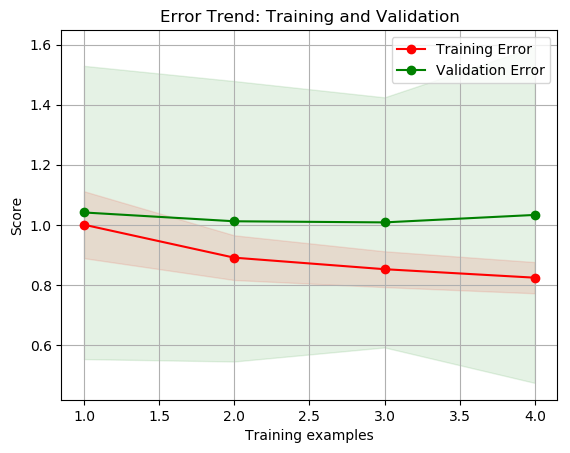 Error Trend: Training and Validation
Training Error
Validation Error
Score
1.6
1.4
1.2
1.0
0.8
0.6
1.0 1.5 2.0 2.5 3.0 3.5 4.0
Training examples